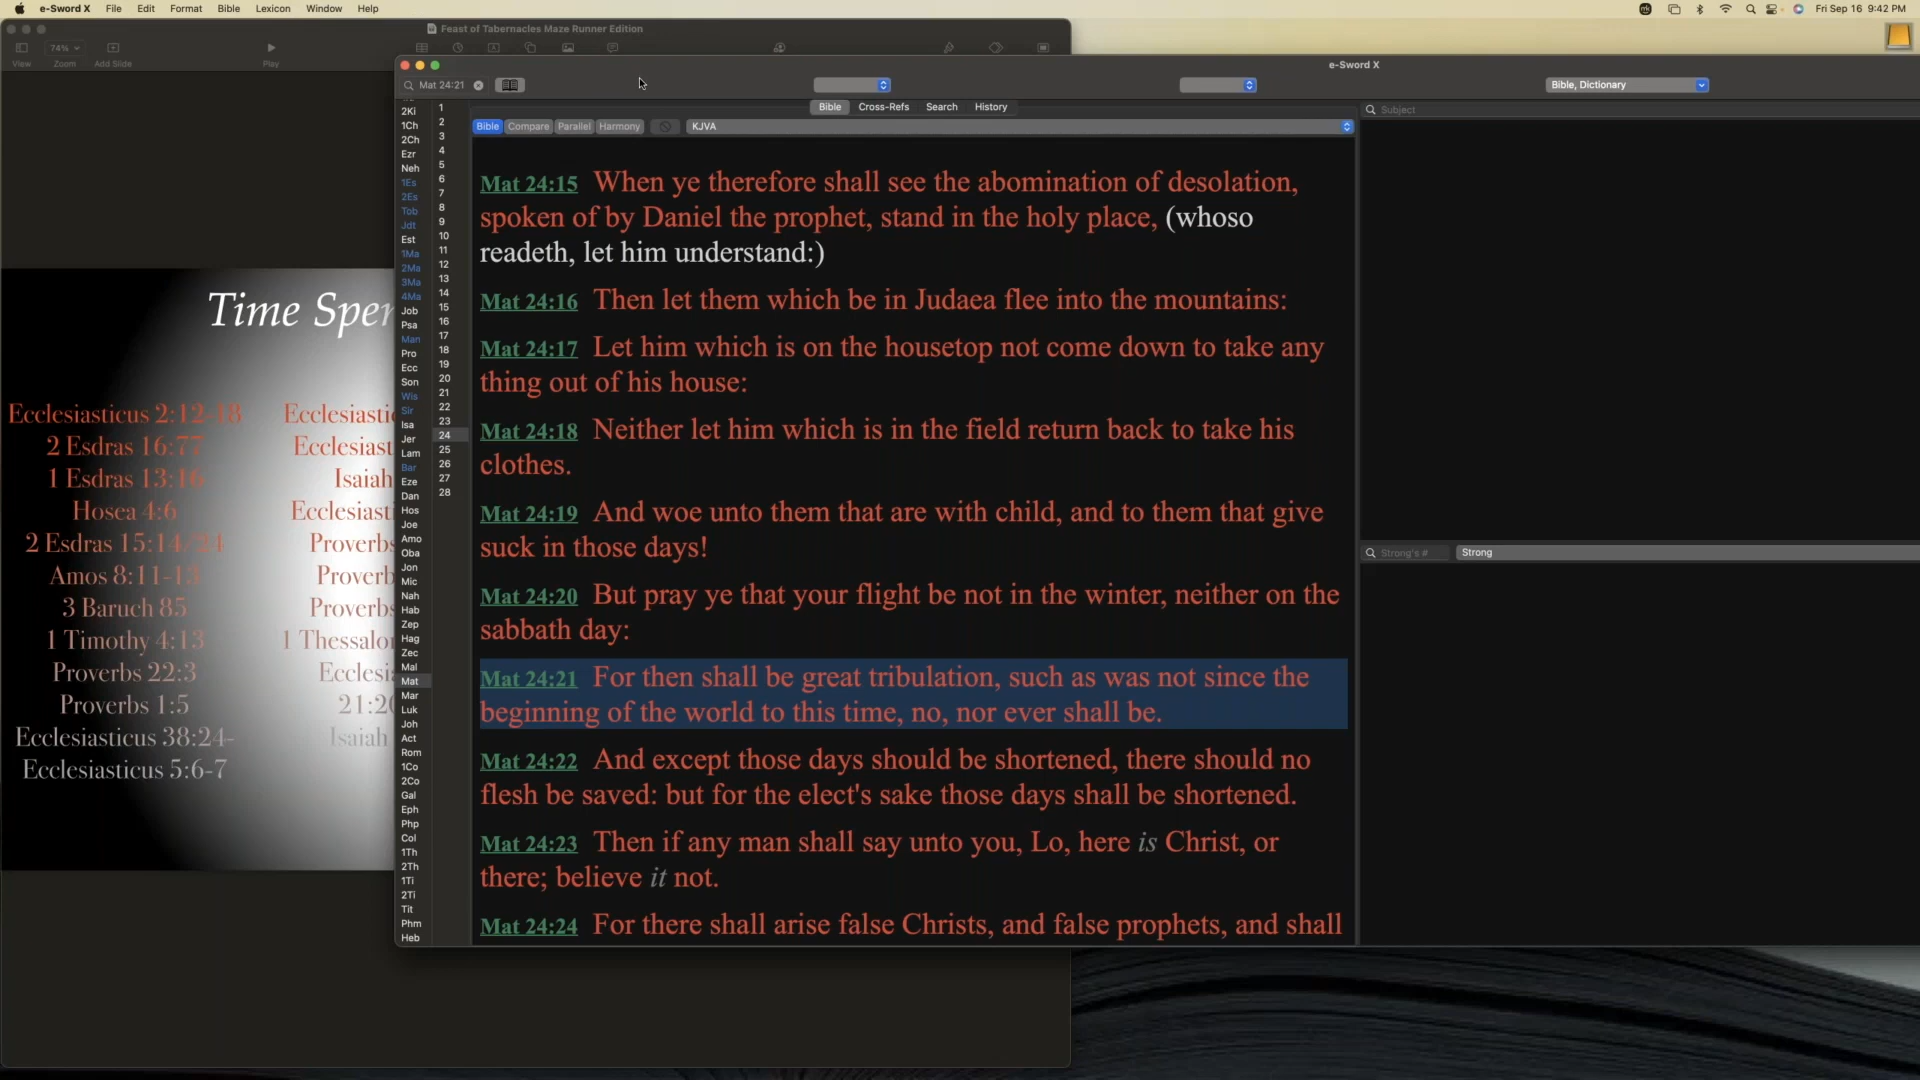 e-Sword X File Edit Format Bible Lexicon Window Help
Fri Sep 16 9:42 PM
Feast of Tabernacles Maze Runner Edition
74%
View Zoom Add Slide Play
e-Sword X
Mat 24:21
Bible, Dictionary
Bible Cross-Refs Search History
Subject
Bible Compare Parallel Harmony KJVA
2Ki
1Ch
2Ch
Ezr
Neh
1Es
2Es
Tob
Jdt
Est
1Ma
2Ma
3Ma
4Ma
Job
Psa
Man
Pro
Ecc
Son
Wis
Sir
Isa
Jer
Lam
Bar
Eze
Dan
Hos
Joe
Amo
Oba
Jon
Mic
Nah
Hab
Zep
Hag
Zec
Mal
Mat
Mar
Luk
Joh
Act
Rom
1Co
2Co
Gal
Eph
Php
Col
1Th
2Th
1Ti
2Ti
Tit
Phm
Heb
1
2
3
4
5
6
7
8
9
10
11
12
13
14
15
16
17
18
19
20
21
22
23
24
25
26
27
28
Mat 24:15 When ye therefore shall see the abomination of desolation,
spoken of by Daniel the prophet, stand in the holy place, (whoso
readeth, let him understand:)
Mat 24:16 Then let them which be in Judaea flee into the mountains:
Mat 24:17 Let him which is on the housetop not come down to take any
thing out of his house:
Mat 24:18 Neither let him which is in the field return back to take his
clothes.
Mat 24:19 And woe unto them that are with child, and to them that give
suck in those days!
Mat 24:20 But pray ye that your flight be not in the winter, neither on the
sabbath day:
Mat 24:21 For then shall be great tribulation, such as was not since the
beginning of the world to this time, no, nor ever shall be.
Mat 24:22 And except those days should be shortened, there should no
flesh be saved: but for the elect's sake those days shall be shortened.
Mat 24:23 Then if any man shall say unto you, Lo, here is Christ, or
there; believe it not.
Mat 24:24 For there shall arise false Christs, and false prophets, and shall
Strong's # Strong
Time Spen
Ecclesiasticus 2:12-18
2 Esdras 16:77
1 Esdras 13:16
Hosea 4:6
2 Esdras 15:14/24
Amos 8:11-13
3 Baruch 85
1 Timothy 4:13
Proverbs 22:3
Proverbs 1:5
Ecclesiasticus 38:24-
Ecclesiasticus 5:6-7
Ecclesiastic
Ecclesiast
Isaiah
Ecclesiast
Proverbs
Proverb
Proverbs
1 Thessalon
Ecclesia
21:20
Isaiah